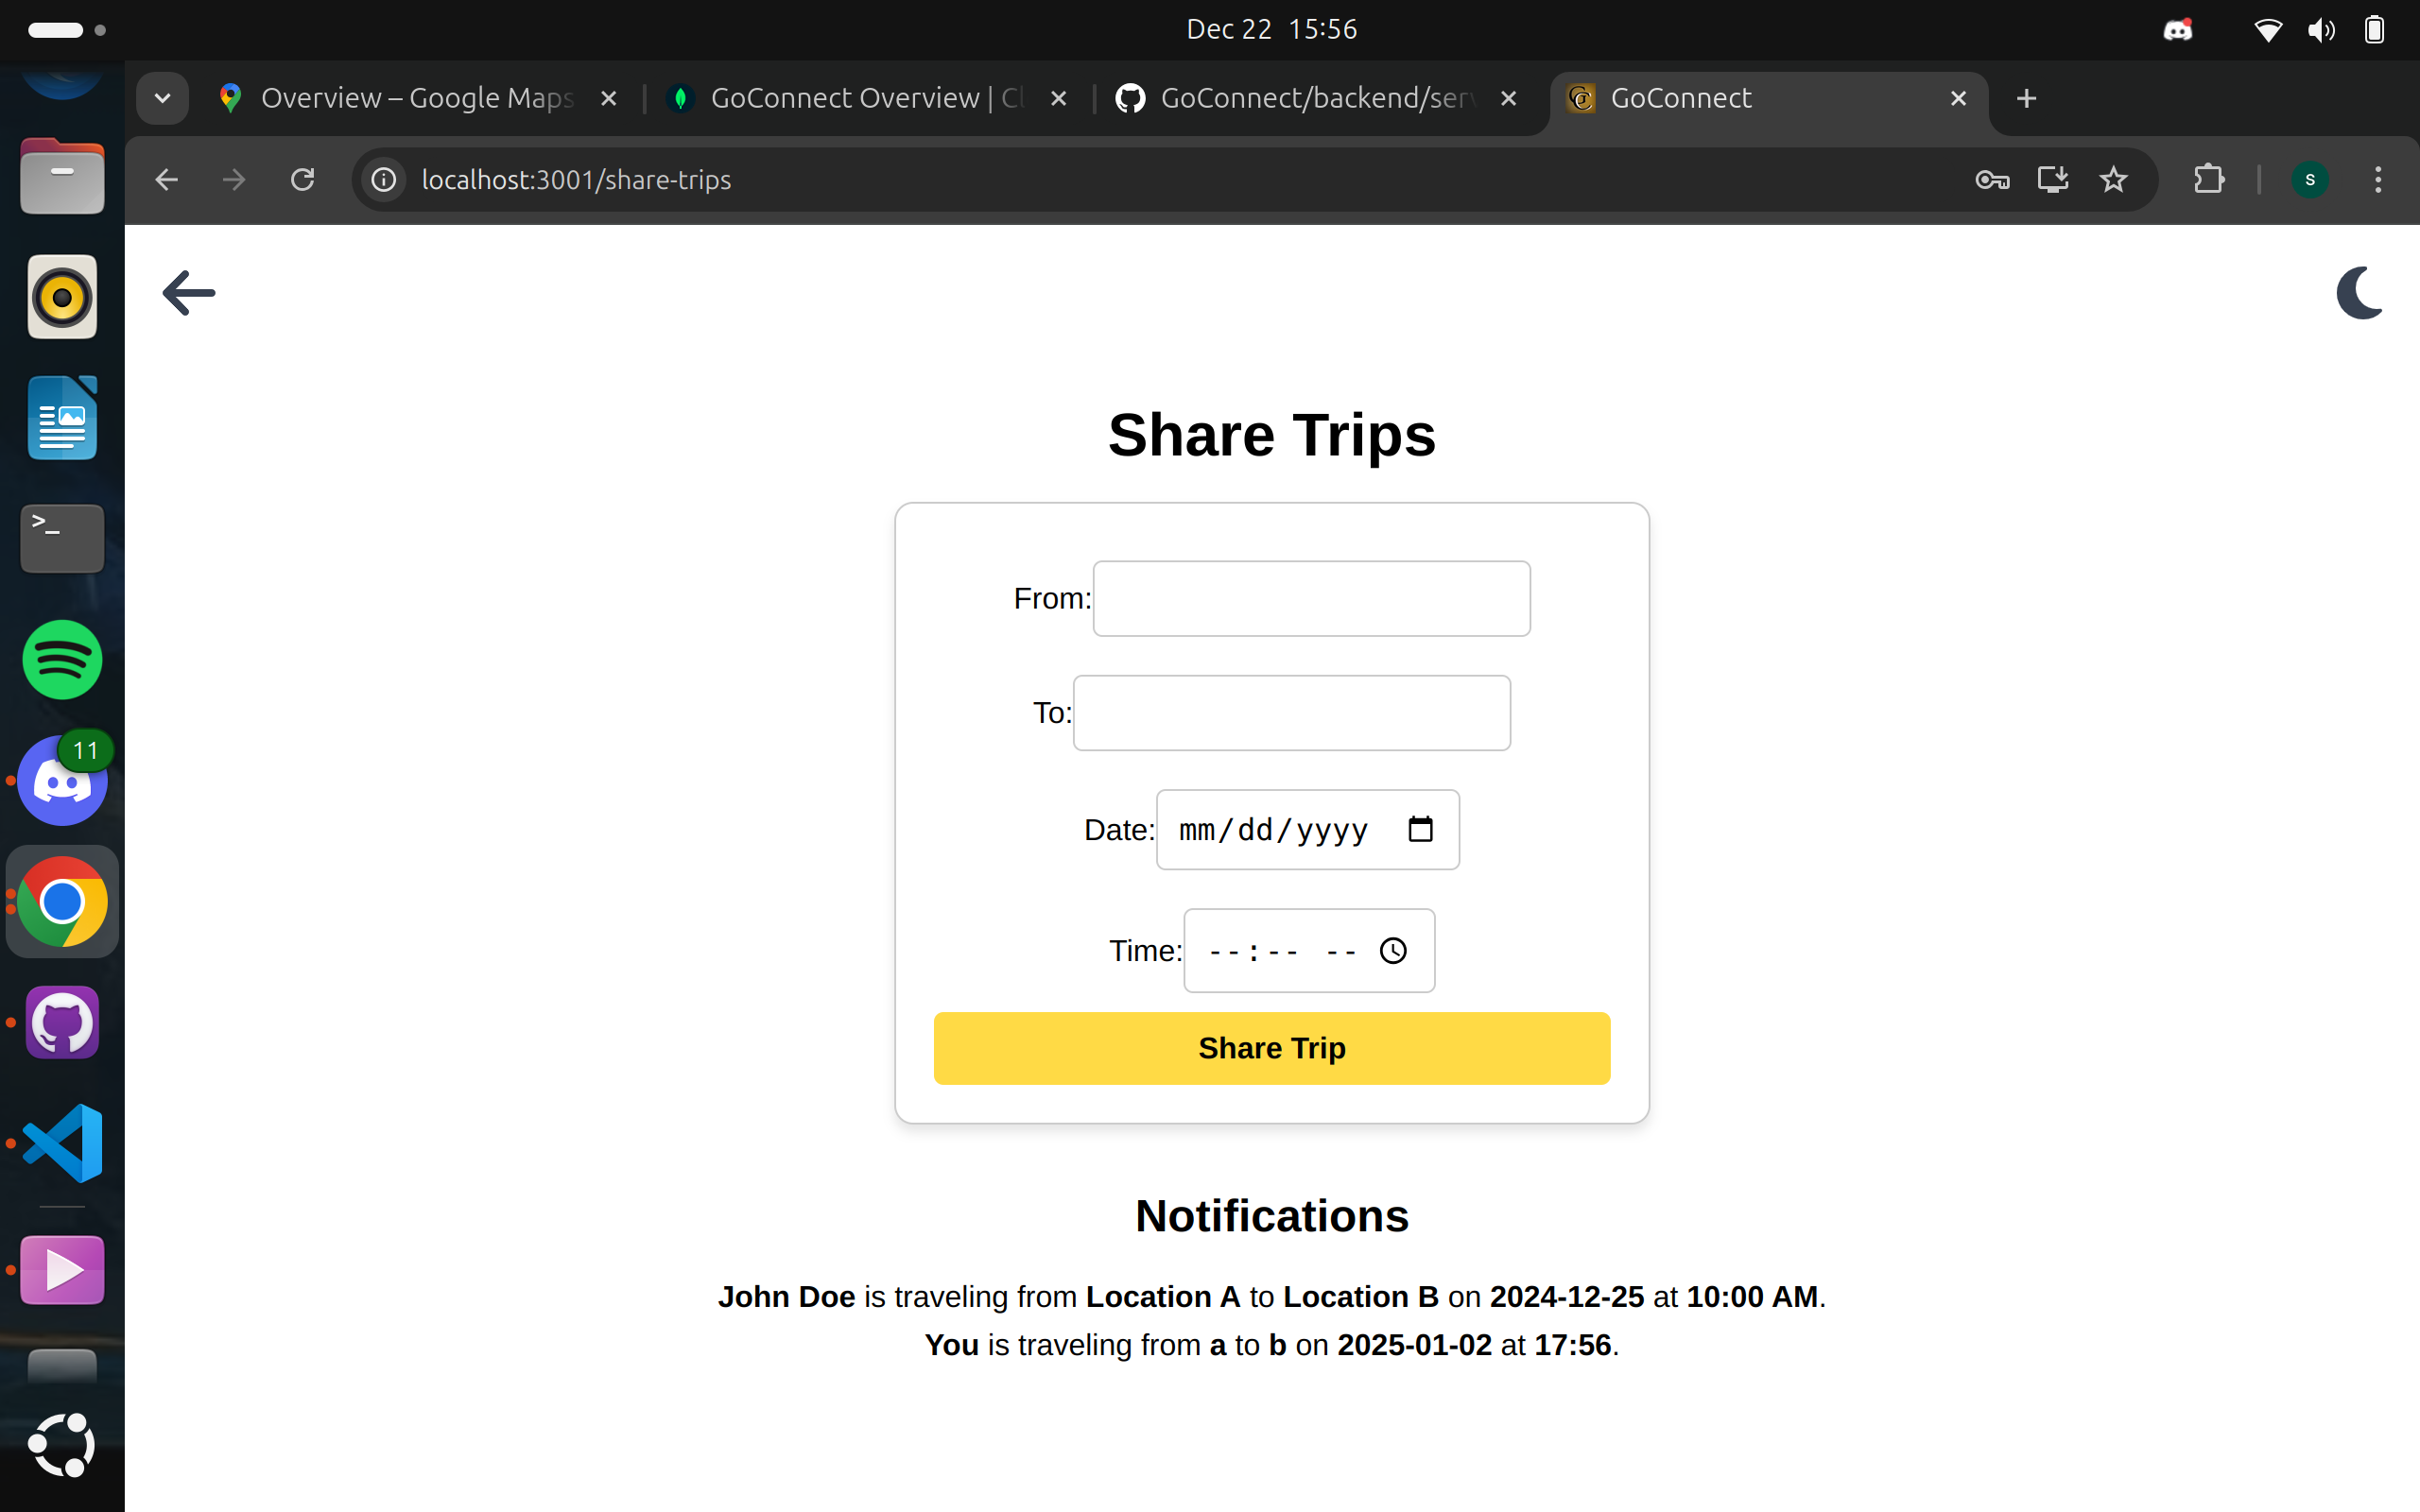 Dec 22 15:56
Overview – Google Maps
GoConnect Overview | Cl
GoConnect/backend/serv
GoConnect
localhost:3001/share-trips
S
>_
11
Share Trips
From:
To:
Date: mm/dd/yyyy
Time: --:-- --
Share Trip
Notifications
John Doe is traveling from Location A to Location B on 2024-12-25 at 10:00 AM.
You is traveling from a to b on 2025-01-02 at 17:56.